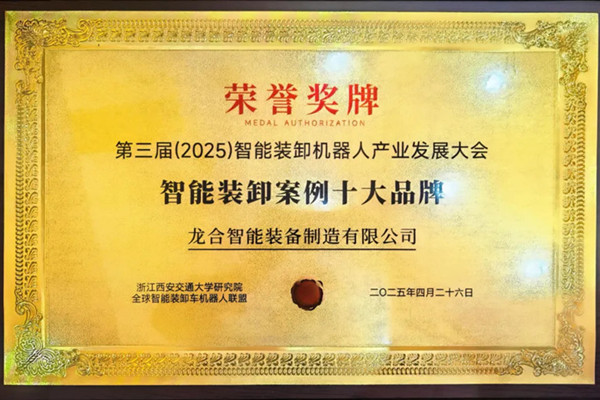 荣誉奖牌
MEDAL AUTHORIZATION
第三届(2025)智能装卸机器人产业发展大会
智能装卸案例十大品牌
龙合智能装备制造有限公司
浙江西安交通大学研究院
全球智能装卸车机器人联盟
二〇二五年四月二十六日